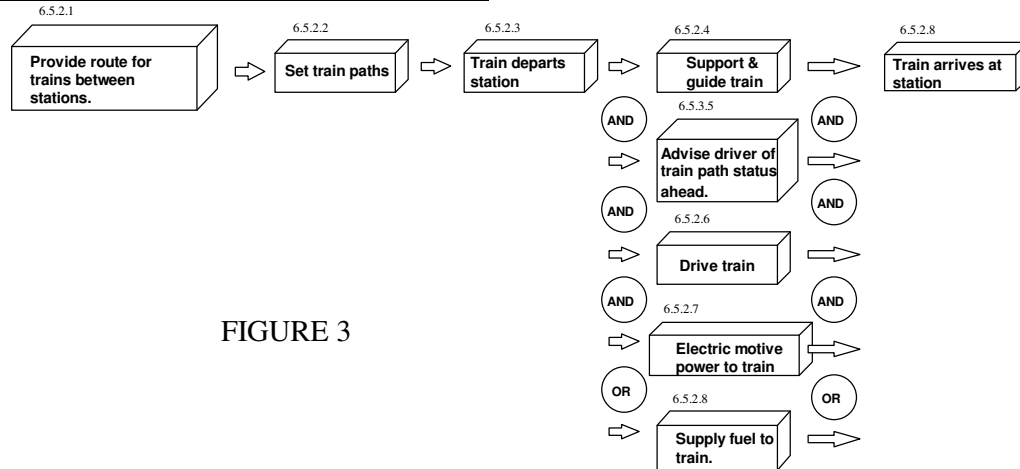 6.5.2.1
Provide route for
trains between
stations.
6.5.2.2
Set train paths
6.5.2.3
Train departs
station
6.5.2.4
Support &
guide train
6.5.2.8
Train arrives at
station
AND
AND
6.5.3.5
Advise driver of
train path status
ahead.
AND
AND
6.5.2.6
Drive train
AND
AND
6.5.2.7
Electric motive
power to train
OR
OR
6.5.2.8
Supply fuel to
train.
FIGURE 3